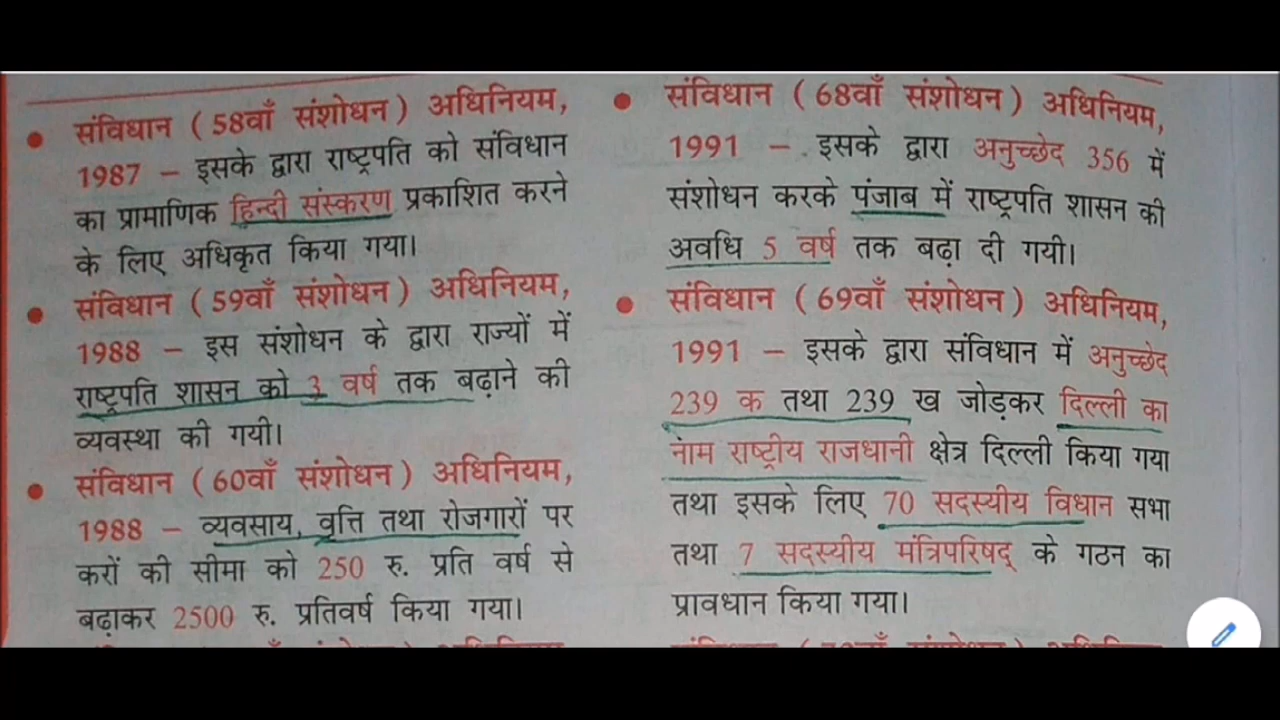 संविधान (58वाँ संशोधन) अधिनियम,
1987 – इसके द्वारा राष्ट्रपति को संविधान
का प्रामाणिक हिन्दी संस्करण प्रकाशित करने
के लिए अधिकृत किया गया।
संविधान (59वाँ संशोधन) अधिनियम,
1988 – इस संशोधन के द्वारा राज्यों में
राष्ट्रपति शासन को 3 वर्ष तक बढ़ाने की
व्यवस्था की गयी।
संविधान (60वाँ संशोधन) अधिनियम,
1988 – व्यवसाय, वृत्ति तथा रोजगारों पर
करों की सीमा को 250 रु. प्रति वर्ष से
बढ़ाकर 2500 रु. प्रतिवर्ष किया गया।
संविधान (68वाँ संशोधन) अधिनियम,
1991 – इसके द्वारा अनुच्छेद 356 में
संशोधन करके पंजाब में राष्ट्रपति शासन की
अवधि 5 वर्ष तक बढ़ा दी गयी।
संविधान (69वाँ संशोधन) अधिनियम,
1991 – इसके द्वारा संविधान में अनुच्छेद
239 क तथा 239 ख जोड़कर दिल्ली का
नाम राष्ट्रीय राजधानी क्षेत्र दिल्ली किया गया
तथा इसके लिए 70 सदस्यीय विधान सभा
तथा 7 सदस्यीय मंत्रिपरिषद् के गठन का
प्रावधान किया गया।